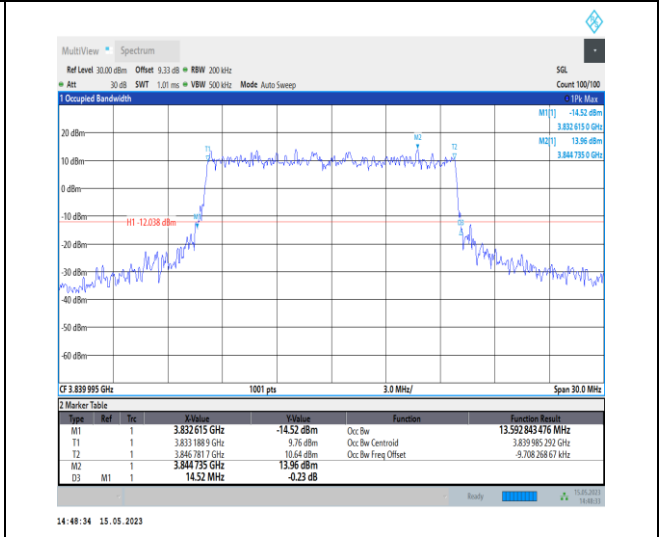 MultiView Spectrum
Ref Level 30.00 dBm Offset 9.33 dB RBW 200 kHz SGL
Att 30 dB SWT 1.01 ms VBW 500 kHz Mode Auto Sweep Count 100/100
1 Occupied Bandwidth 1Pk Max
M1[1] -14.52 dBm
3.832 615 0 GHz
M2[1] 13.96 dBm
3.844 735 0 GHz
20 dBm
M2
T1
T2
10 dBm
0 dBm
-10 dBm
M1
D3
H1 -12.038 dBm
-20 dBm
-30 dBm
-40 dBm
-50 dBm
-60 dBm
CF 3.839 995 GHz 1001 pts 3.0 MHz/ Span 30.0 MHz
2 Marker Table
Type Ref Trc X-Value Y-Value Function Function Result
M1 1 3.832 615 GHz -14.52 dBm Occ Bw 13.592 843 476 MHz
T1 1 3.833 188 9 GHz 9.76 dBm Occ Bw Centroid 3.839 985 292 GHz
T2 1 3.846 781 7 GHz 10.64 dBm Occ Bw Freq Offset -9.708 268 67 kHz
M2 1 3.844 735 GHz 13.96 dBm
D3 M1 1 14.52 MHz -0.23 dB
Ready 15.05.2023
14:48:33
14:48:34 15.05.2023